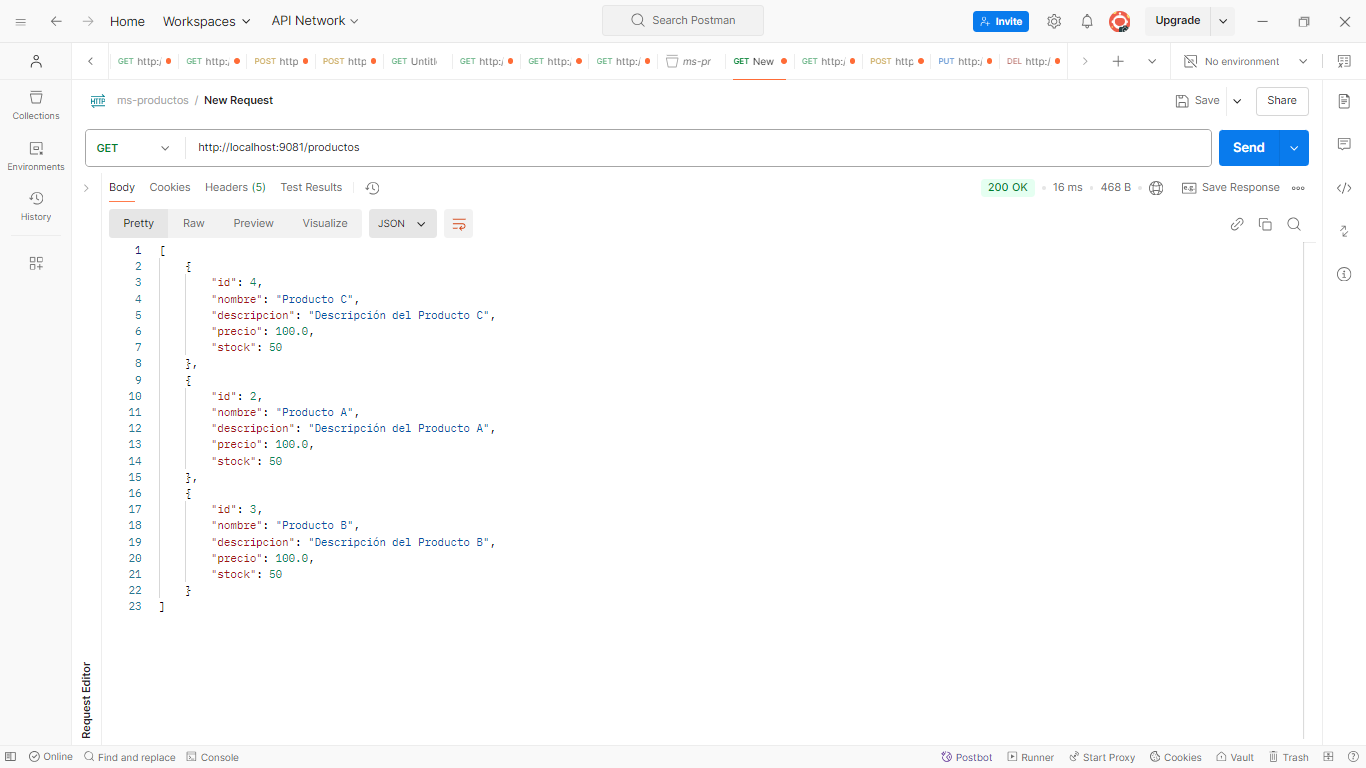 Home Workspaces API Network Search Postman Invite Upgrade
GET http:/ GET http:/ POST http POST http GET Untitl GET http:/ GET http:/ GET http:/ ms-pr GET New GET http:/ POST http PUT http:/ DEL http:/ No environment
ms-productos / New Request Save Share
Collections
Environments
History
GET http://localhost:9081/productos Send
Body Cookies Headers (5) Test Results 200 OK 16 ms 468 B Save Response
Pretty Raw Preview Visualize JSON
1 [
2 {
3 "id": 4,
4 "nombre": "Producto C",
5 "descripcion": "Descripción del Producto C",
6 "precio": 100.0,
7 "stock": 50
8 },
9 {
10 "id": 2,
11 "nombre": "Producto A",
12 "descripcion": "Descripción del Producto A",
13 "precio": 100.0,
14 "stock": 50
15 },
16 {
17 "id": 3,
18 "nombre": "Producto B",
19 "descripcion": "Descripción del Producto B",
20 "precio": 100.0,
21 "stock": 50
22 }
23 ]
Request Editor
Online Find and replace Console Postbot Runner Start Proxy Cookies Vault Trash